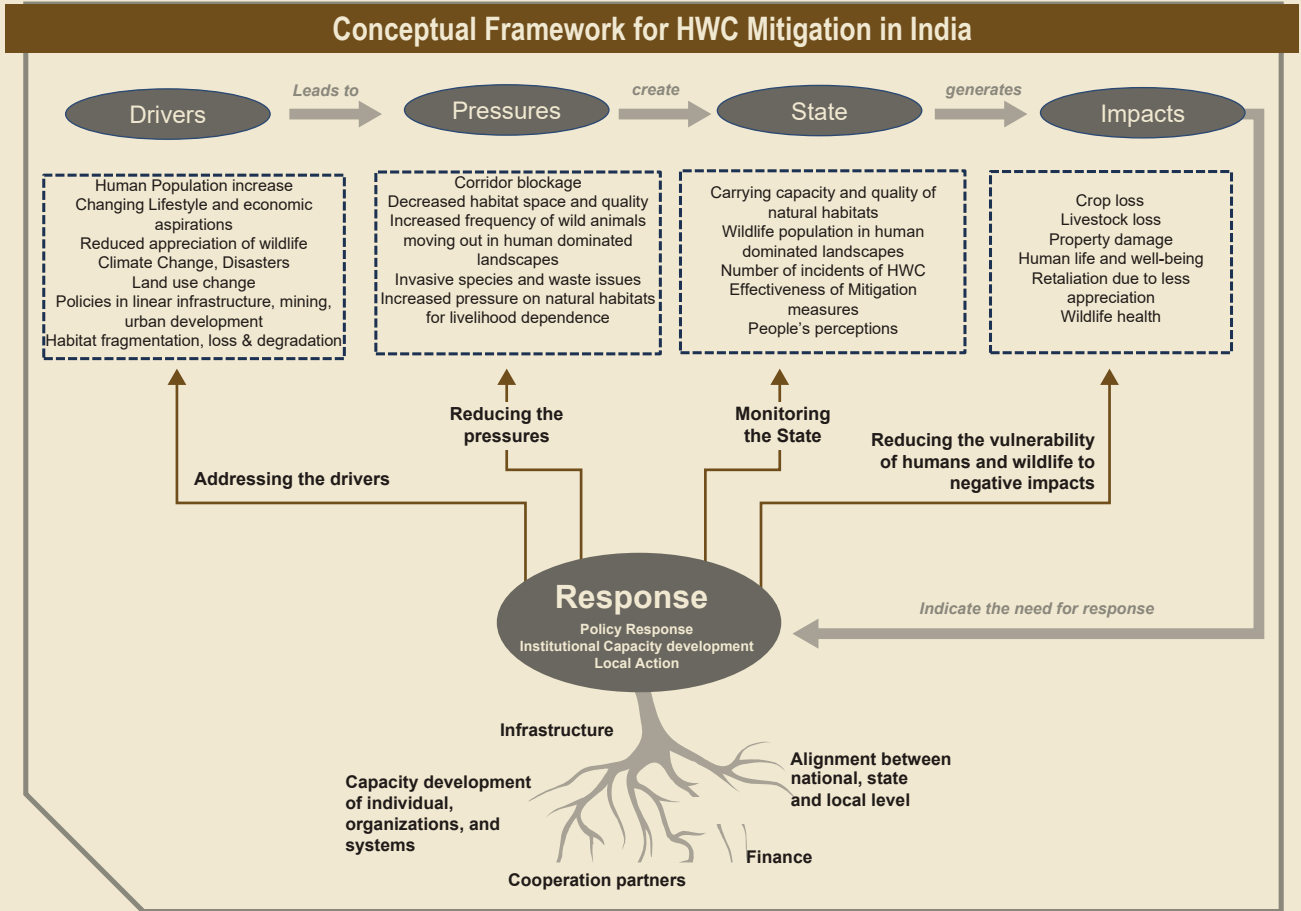 Conceptual Framework for HWC Mitigation in India
Drivers
Leads to
Pressures
create
State
generates
Impacts
Human Population increase
Changing Lifestyle and economic
aspirations
Reduced appreciation of wildlife
Climate Change, Disasters
Land use change
Policies in linear infrastructure, mining,
urban development
Habitat fragmentation, loss & degradation
Corridor blockage
Decreased habitat space and quality
Increased frequency of wild animals
moving out in human dominated
landscapes
Invasive species and waste issues
Increased pressure on natural habitats
for livelihood dependence
Carrying capacity and quality of
natural habitats
Wildlife population in human
dominated landscapes
Number of incidents of HWC
Effectiveness of Mitigation
measures
People’s perceptions
Crop loss
Livestock loss
Property damage
Human life and well-being
Retaliation due to less
appreciation
Wildlife health
Addressing the drivers
Reducing the
pressures
Monitoring
the State
Reducing the vulnerability
of humans and wildlife to
negative impacts
Response
Policy Response
Institutional Capacity development
Local Action
Indicate the need for response
Infrastructure
Capacity development
of individual,
organizations, and
systems
Cooperation partners
Finance
Alignment between
national, state
and local level